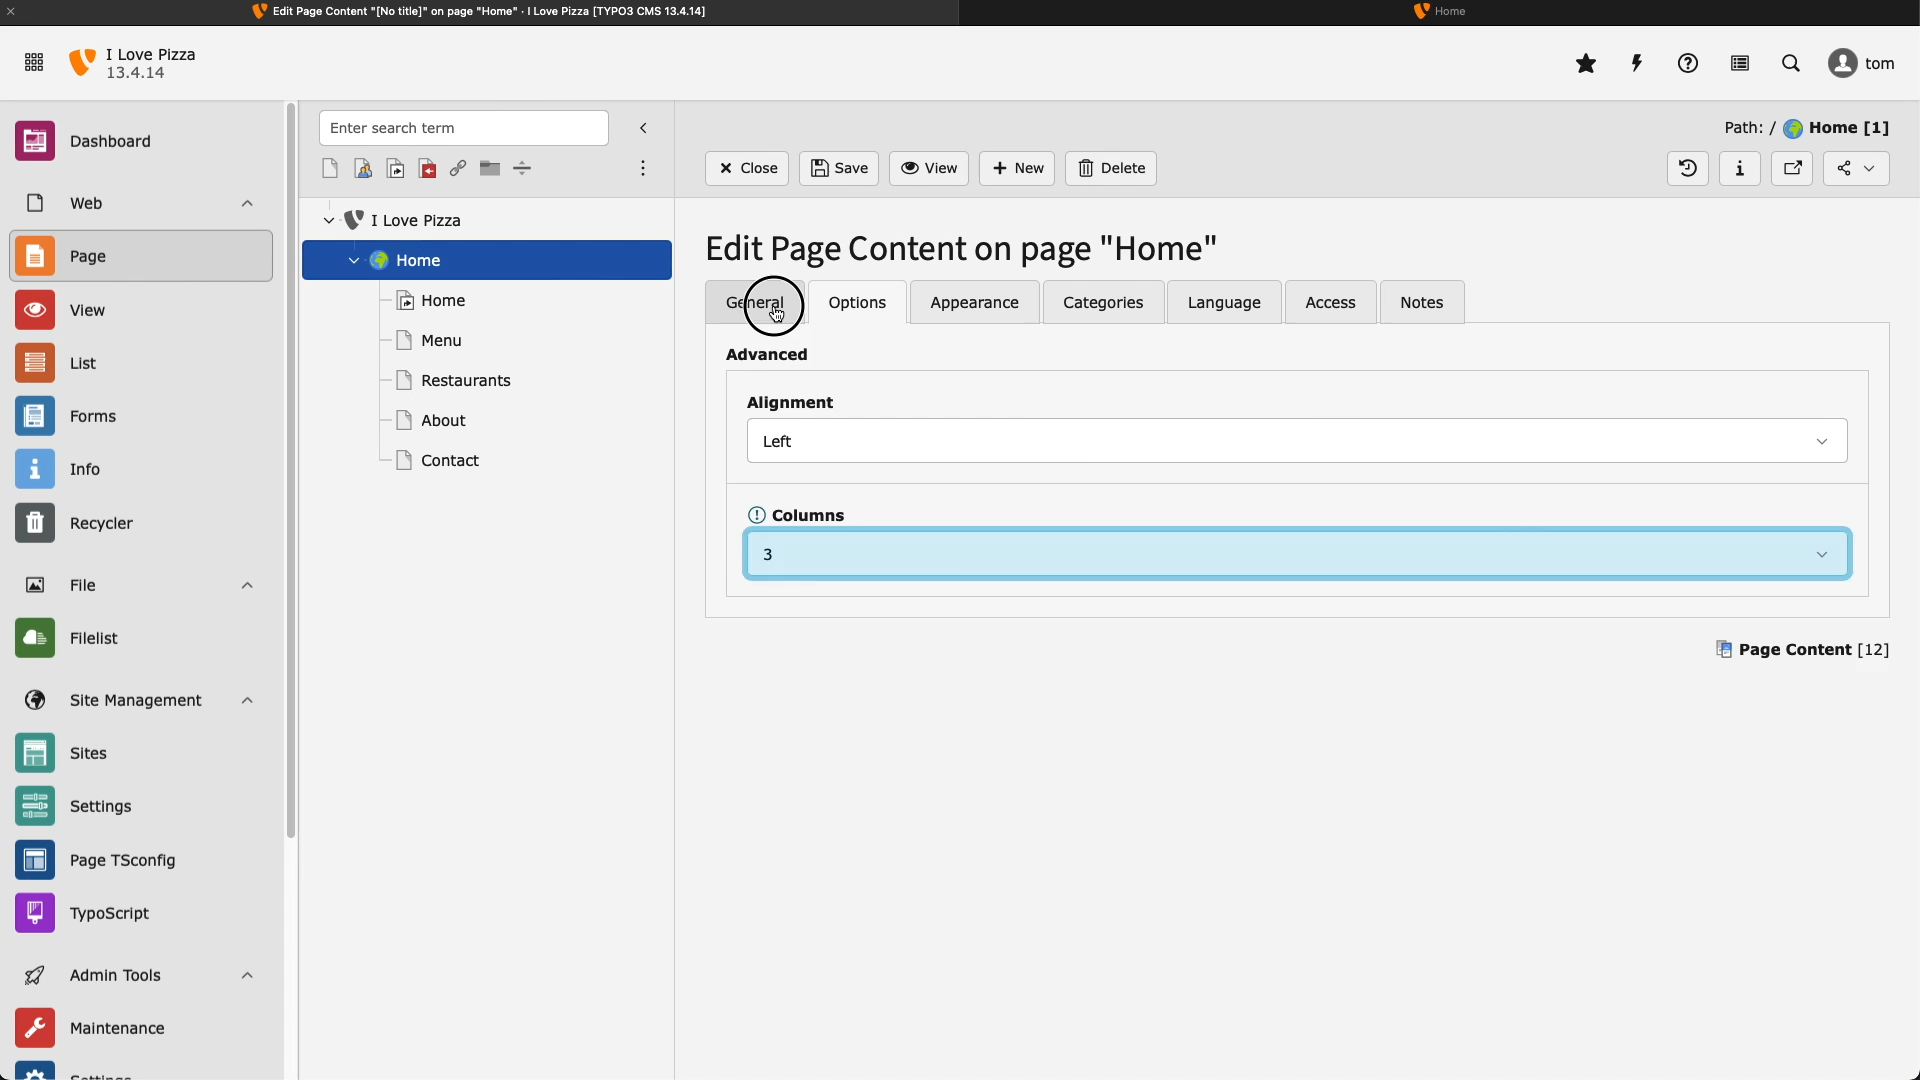 Edit Page Content "[No title]" on page "Home" · I Love Pizza [TYPO3 CMS 13.4.14]
Home
I Love Pizza
13.4.14
tom
Dashboard
Web
Page
View
List
Forms
Info
Recycler
File
Filelist
Site Management
Sites
Settings
Page TSconfig
TypoScript
Admin Tools
Maintenance
Enter search term
I Love Pizza
Home
Home
Menu
Restaurants
About
Contact
Path: / Home [1]
Close
Save
View
New
Delete
Edit Page Content on page "Home"
General
Options
Appearance
Categories
Language
Access
Notes
Advanced
Alignment
Left
Columns
3
Page Content [12]